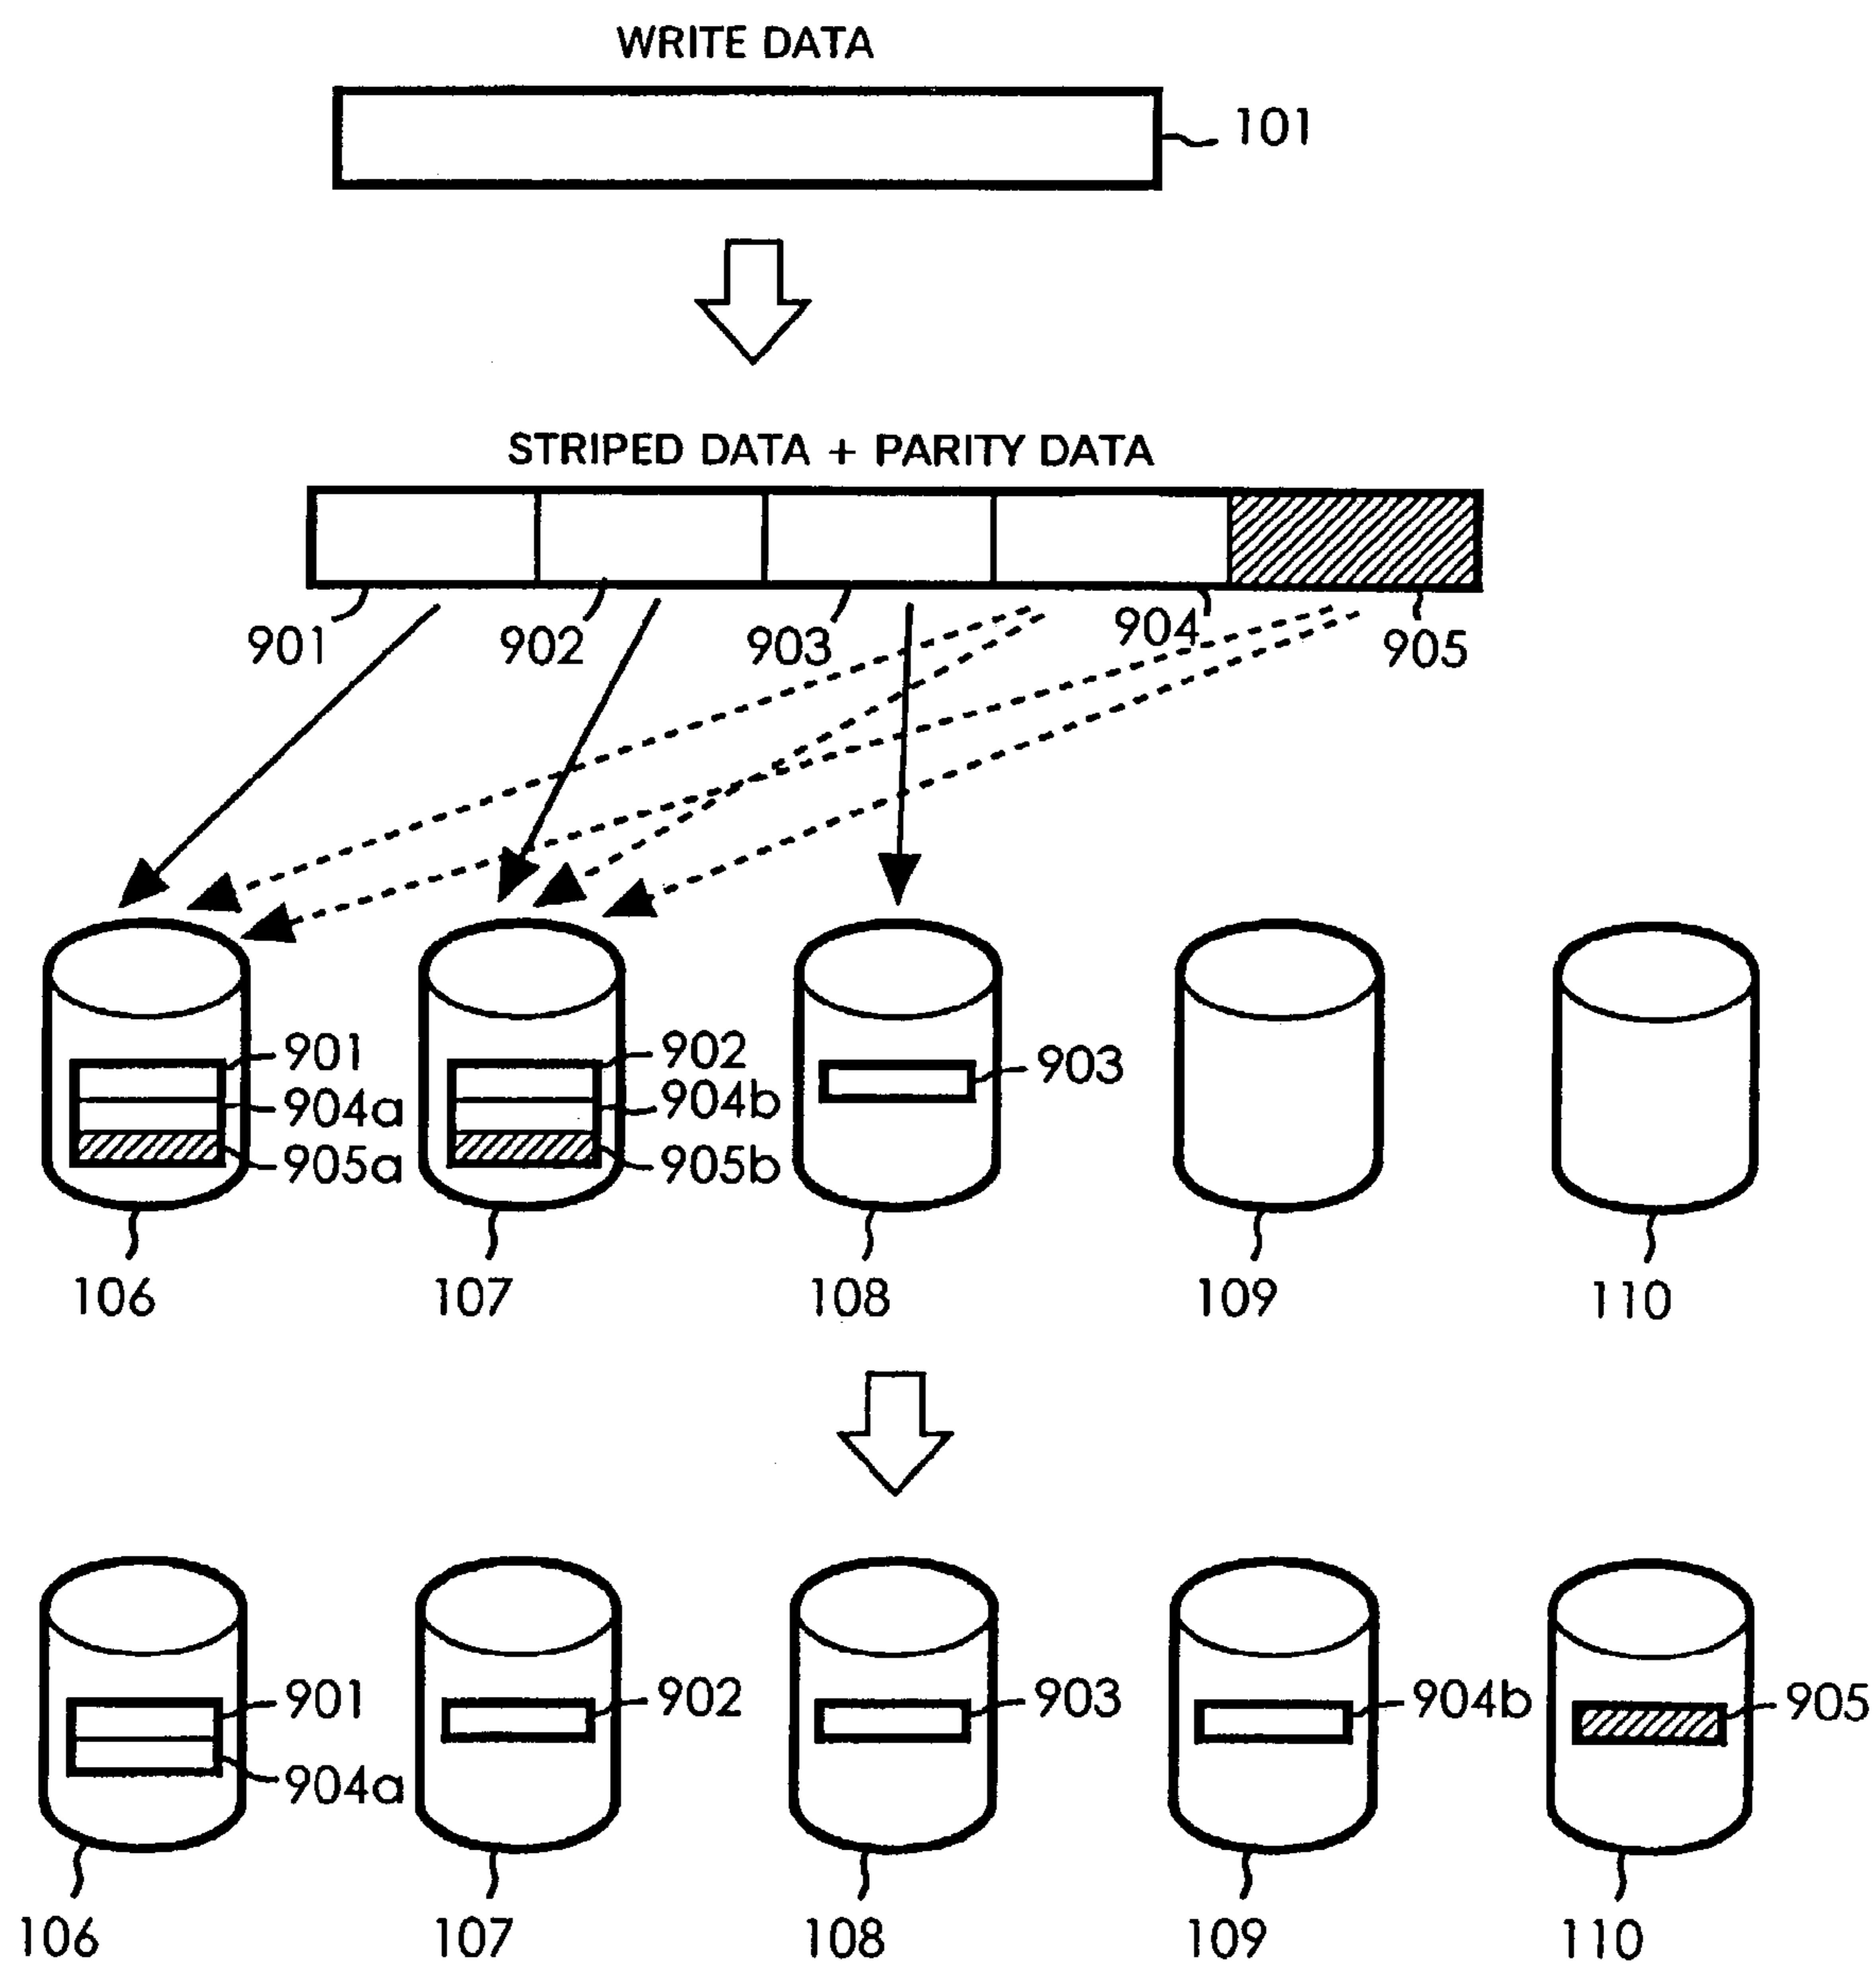 WRITE DATA
101
STRIPED DATA + PARITY DATA
901 902 903 904 905
901 902 903
904a 904b
905a 905b
106 107 108 109 110
901 902 903 904b 905
904a
106 107 108 109 110